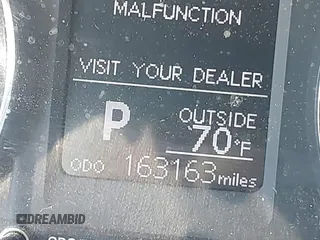 MALFUNCTION
VISIT YOUR DEALER
P
OUTSIDE
70°F
ODO 163163 miles
DREAMBID